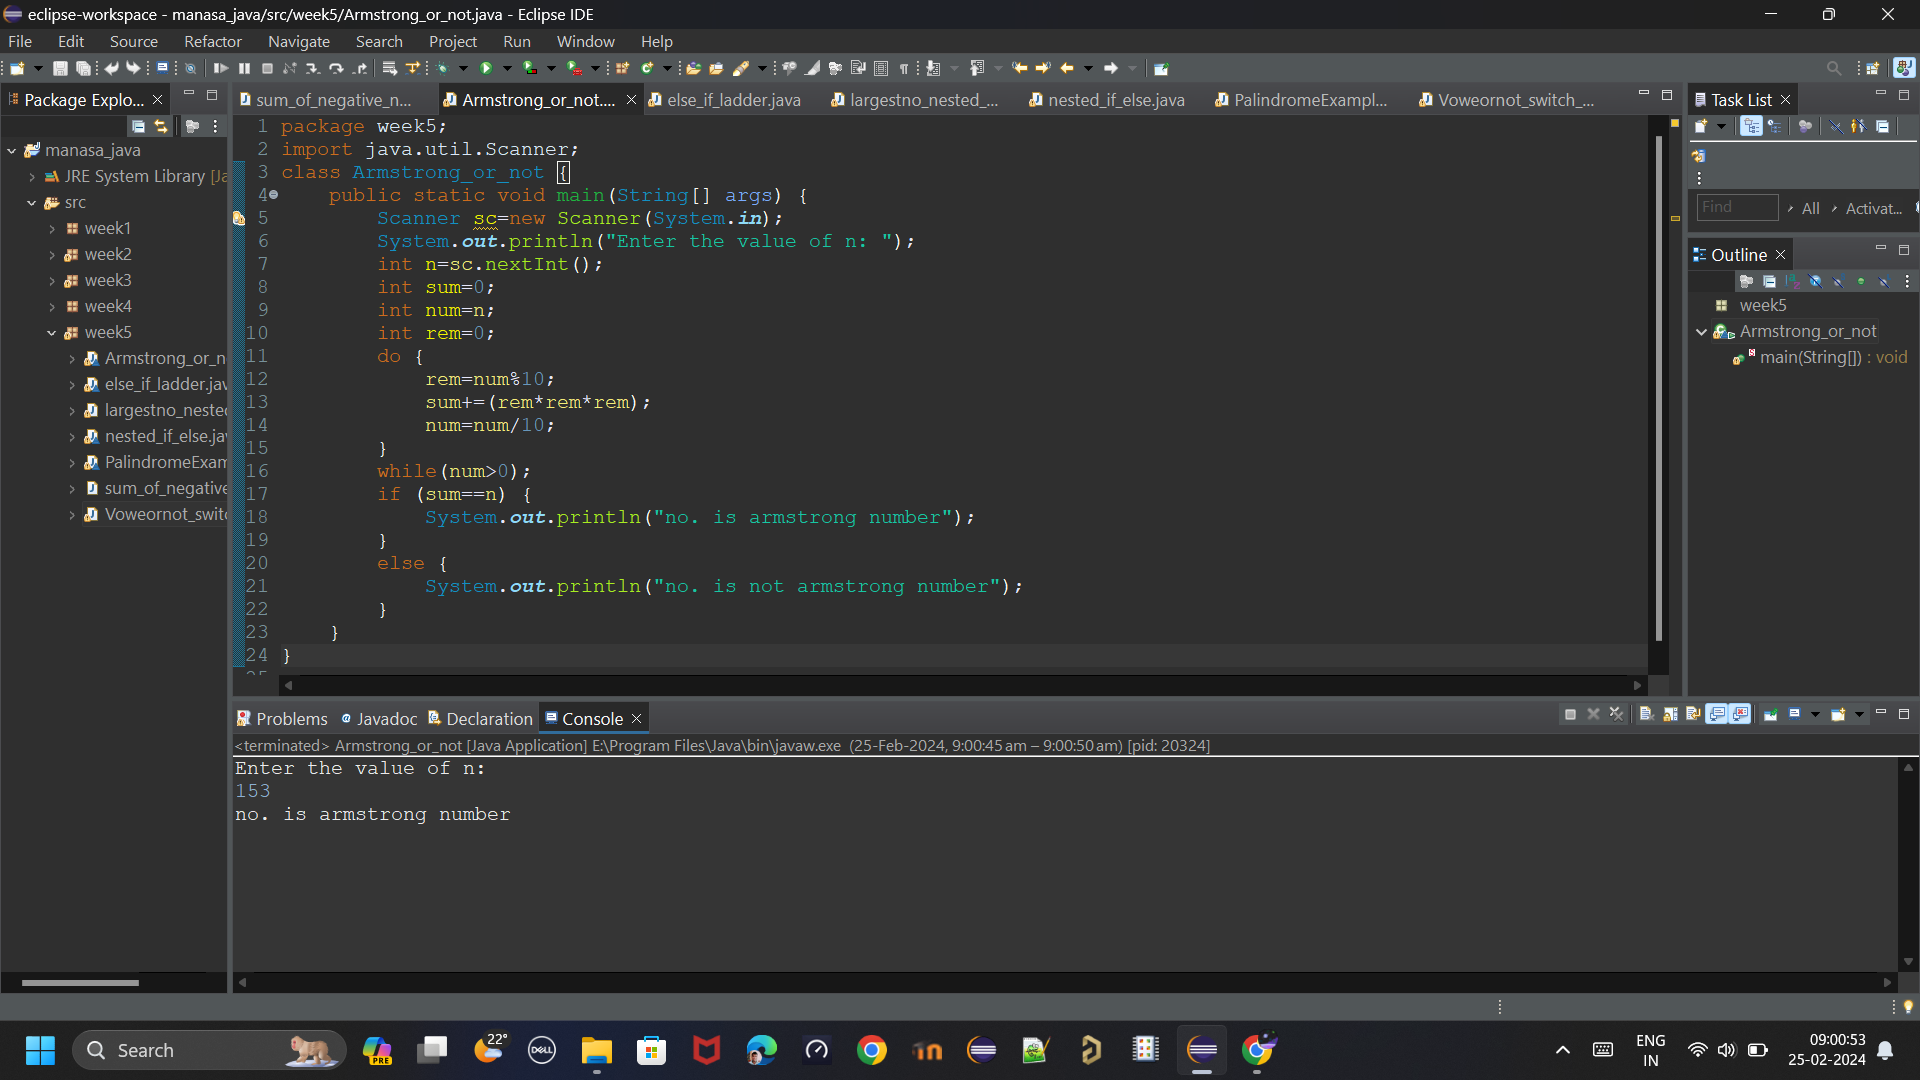 eclipse-workspace - manasa_java/src/week5/Armstrong_or_not.java - Eclipse IDE
File Edit Source Refactor Navigate Search Project Run Window Help
Package Explo...
manasa_java
JRE System Library [Ja
src
week1
week2
week3
week4
week5
Armstrong_or_n
else_if_ladder.jav
largestno_nested
nested_if_else.jav
PalindromeExam
sum_of_negative
Voweornot_switc
sum_of_negative_n... Armstrong_or_not.... else_if_ladder.java largestno_nested_... nested_if_else.java PalindromeExampl... Voweornot_switch_...
1 package week5;
2 import java.util.Scanner;
3 class Armstrong_or_not {
4 public static void main(String[] args) {
5 Scanner sc=new Scanner(System.in);
6 System.out.println("Enter the value of n: ");
7 int n=sc.nextInt();
8 int sum=0;
9 int num=n;
10 int rem=0;
11 do {
12 rem=num%10;
13 sum+=(rem*rem*rem);
14 num=num/10;
15 }
16 while(num>0);
17 if (sum==n) {
18 System.out.println("no. is armstrong number");
19 }
20 else {
21 System.out.println("no. is not armstrong number");
22 }
23 }
24 }
Task List
Find All Activat...
Outline
week5
Armstrong_or_not
main(String[]) : void
Problems Javadoc Declaration Console
<terminated> Armstrong_or_not [Java Application] E:\Program Files\Java\bin\javaw.exe (25-Feb-2024, 9:00:45 am – 9:00:50 am) [pid: 20324]
Enter the value of n:
153
no. is armstrong number
Search
PRE
22°
DELL
ENG
IN
09:00:53
25-02-2024